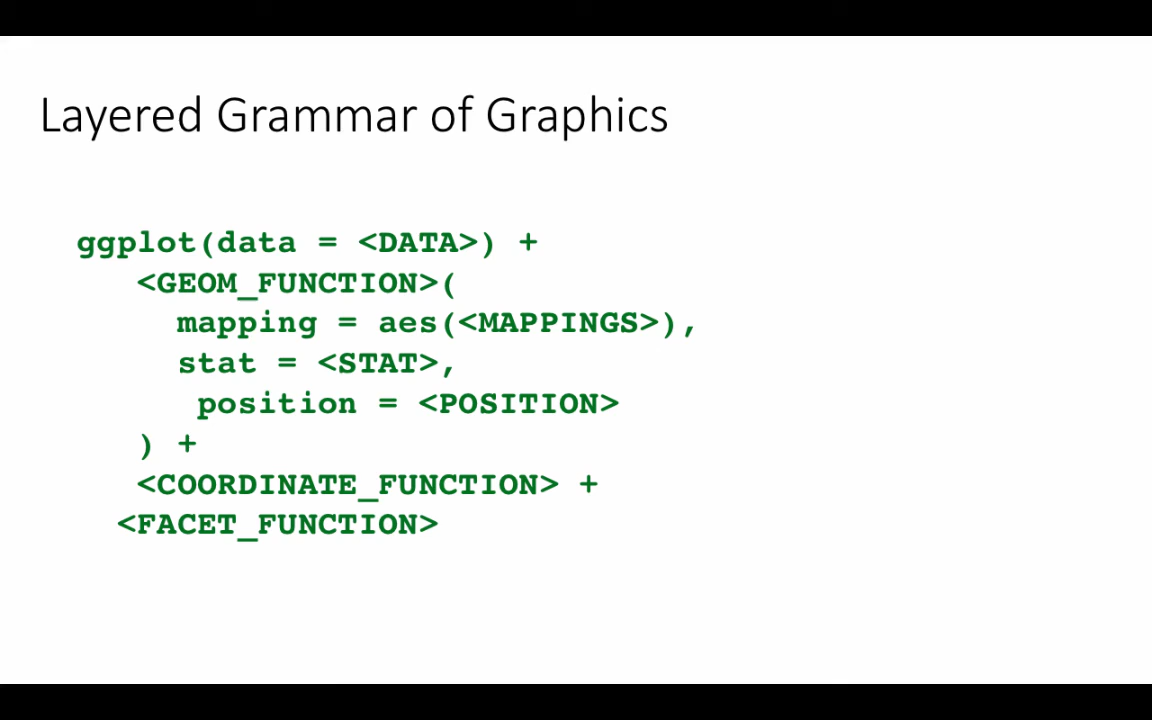 Layered Grammar of Graphics
ggplot(data = <DATA>) +
<GEOM_FUNCTION>(
mapping = aes(<MAPPINGS>),
stat = <STAT>,
position = <POSITION>
) +
<COORDINATE_FUNCTION> +
<FACET_FUNCTION>